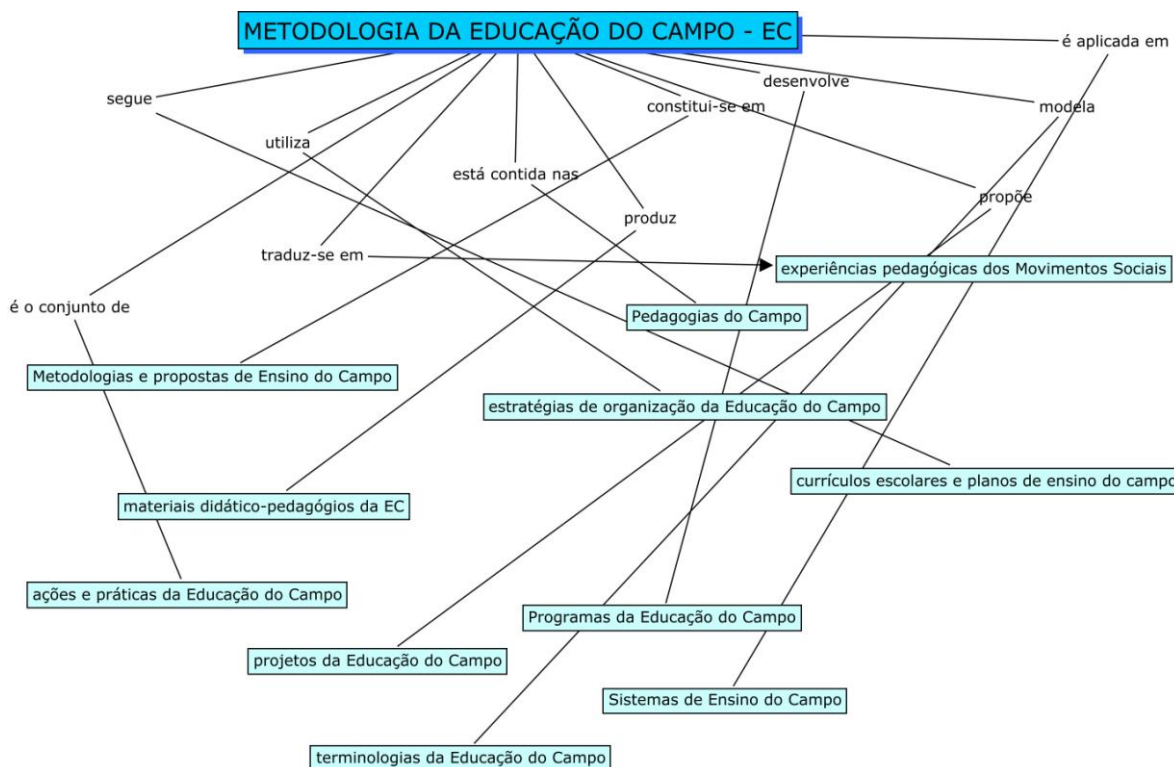 METODOLOGIA DA EDUCAÇÃO DO CAMPO - EC
é aplicada em
desenvolve
segue
constitui-se em
modela
utiliza
está contida nas
propõe
produz
traduz-se em
experiências pedagógicas dos Movimentos Sociais
é o conjunto de
Pedagogias do Campo
Metodologias e propostas de Ensino do Campo
estratégias de organização da Educação do Campo
currículos escolares e planos de ensino do campo
materiais didático-pedagógios da EC
ações e práticas da Educação do Campo
Programas da Educação do Campo
projetos da Educação do Campo
Sistemas de Ensino do Campo
terminologias da Educação do Campo